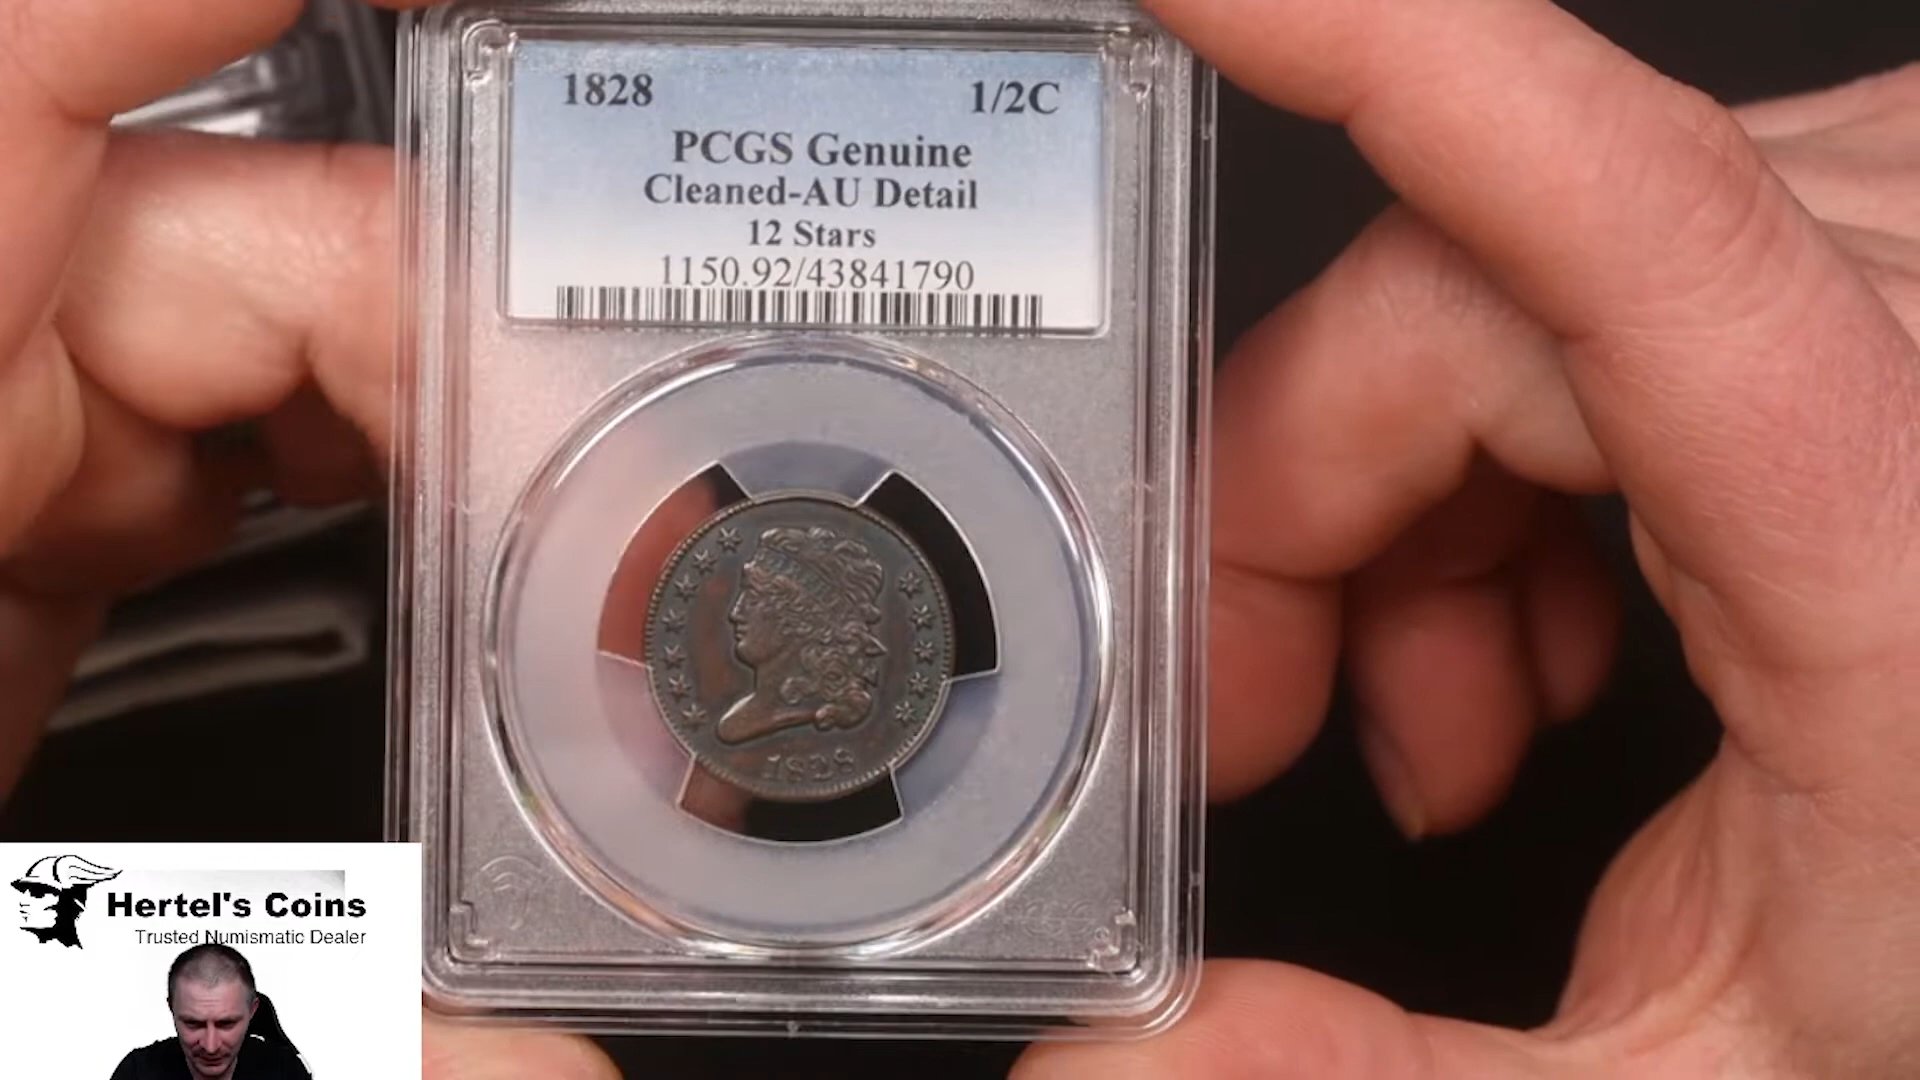 1828 1/2C
PCGS Genuine
Cleaned-AU Detail
12 Stars
1150.92/43841790
1828
Hertel's Coins
Trusted Numismatic Dealer